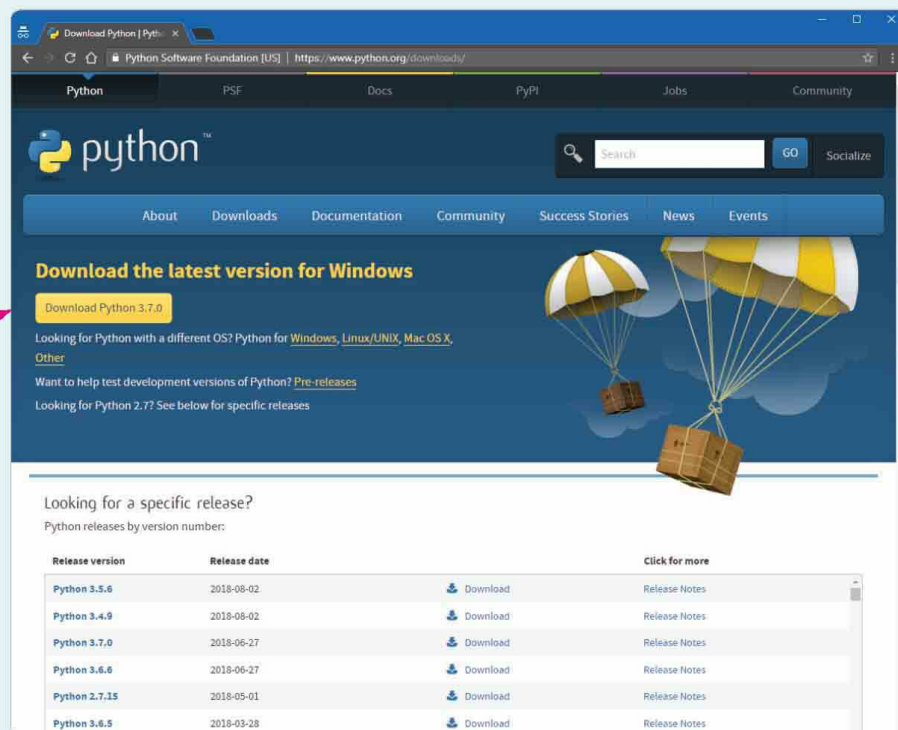 Download Python | Pyth
Python Software Foundation [US] | https://www.python.org/downloads/
Python PSF Docs PyPI Jobs Community
python™
Search GO Socialize
About Downloads Documentation Community Success Stories News Events
Download the latest version for Windows
Download Python 3.7.0
Looking for Python with a different OS? Python for Windows, Linux/UNIX, Mac OS X,
Other
Want to help test development versions of Python? Pre-releases
Looking for Python 2.7? See below for specific releases
Looking for a specific release?
Python releases by version number:
Release version Release date Click for more
Python 3.5.6 2018-08-02 Download Release Notes
Python 3.4.9 2018-08-02 Download Release Notes
Python 3.7.0 2018-06-27 Download Release Notes
Python 3.6.6 2018-06-27 Download Release Notes
Python 2.7.15 2018-05-01 Download Release Notes
Python 3.6.5 2018-03-28 Download Release Notes